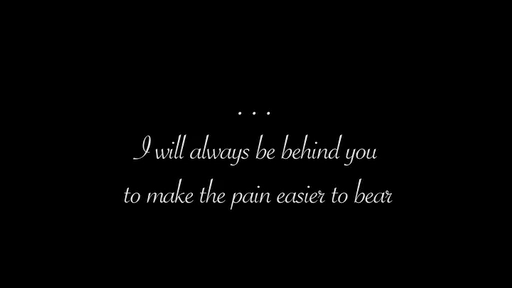 ...
I will always be behind you
to make the pain easier to bear